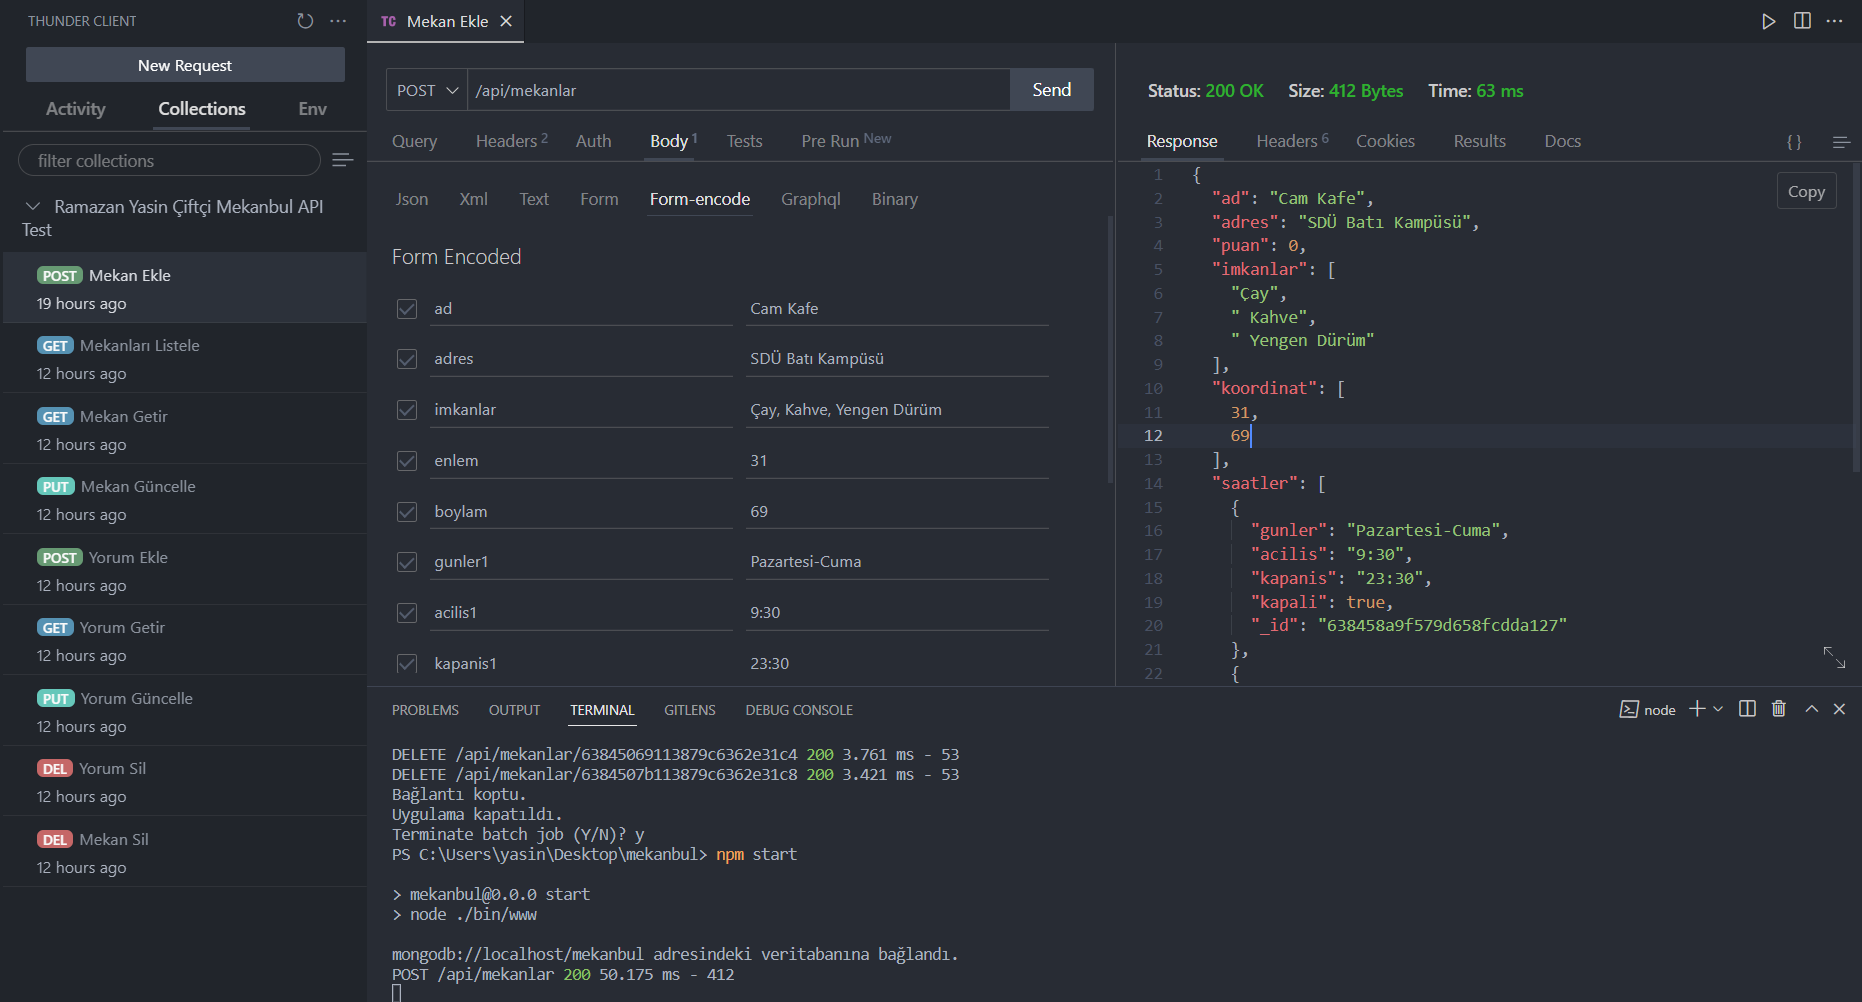 THUNDER CLIENT
New Request
Activity Collections Env
filter collections
Ramazan Yasin Çiftçi Mekanbul API
Test
POST Mekan Ekle
19 hours ago
GET Mekanları Listele
12 hours ago
GET Mekan Getir
12 hours ago
PUT Mekan Güncelle
12 hours ago
POST Yorum Ekle
12 hours ago
GET Yorum Getir
12 hours ago
PUT Yorum Güncelle
12 hours ago
DEL Yorum Sil
12 hours ago
DEL Mekan Sil
12 hours ago
TC Mekan Ekle
POST /api/mekanlar Send
Query Headers 2 Auth Body 1 Tests Pre Run New
Json Xml Text Form Form-encode Graphql Binary
Form Encoded
ad Cam Kafe
adres SDÜ Batı Kampüsü
imkanlar Çay, Kahve, Yengen Dürüm
enlem 31
boylam 69
gunler1 Pazartesi-Cuma
acilis1 9:30
kapanis1 23:30
Status: 200 OK Size: 412 Bytes Time: 63 ms
Response Headers 6 Cookies Results Docs { }
Copy
1 {
2 "ad": "Cam Kafe",
3 "adres": "SDÜ Batı Kampüsü",
4 "puan": 0,
5 "imkanlar": [
6 "Çay",
7 " Kahve",
8 " Yengen Dürüm"
9 ],
10 "koordinat": [
11 31,
12 69
13 ],
14 "saatler": [
15 {
16 "gunler": "Pazartesi-Cuma",
17 "acilis": "9:30",
18 "kapanis": "23:30",
19 "kapali": true,
20 "_id": "638458a9f579d658fcdda127"
21 },
22 {
PROBLEMS OUTPUT TERMINAL GITLENS DEBUG CONSOLE
node
DELETE /api/mekanlar/63845069113879c6362e31c4 200 3.761 ms - 53
DELETE /api/mekanlar/6384507b113879c6362e31c8 200 3.421 ms - 53
Bağlantı koptu.
Uygulama kapatıldı.
Terminate batch job (Y/N)? y
PS C:\Users\yasin\Desktop\mekanbul> npm start
> mekanbul@0.0.0 start
> node ./bin/www
mongodb://localhost/mekanbul adresindeki veritabanına bağlandı.
POST /api/mekanlar 200 50.175 ms - 412